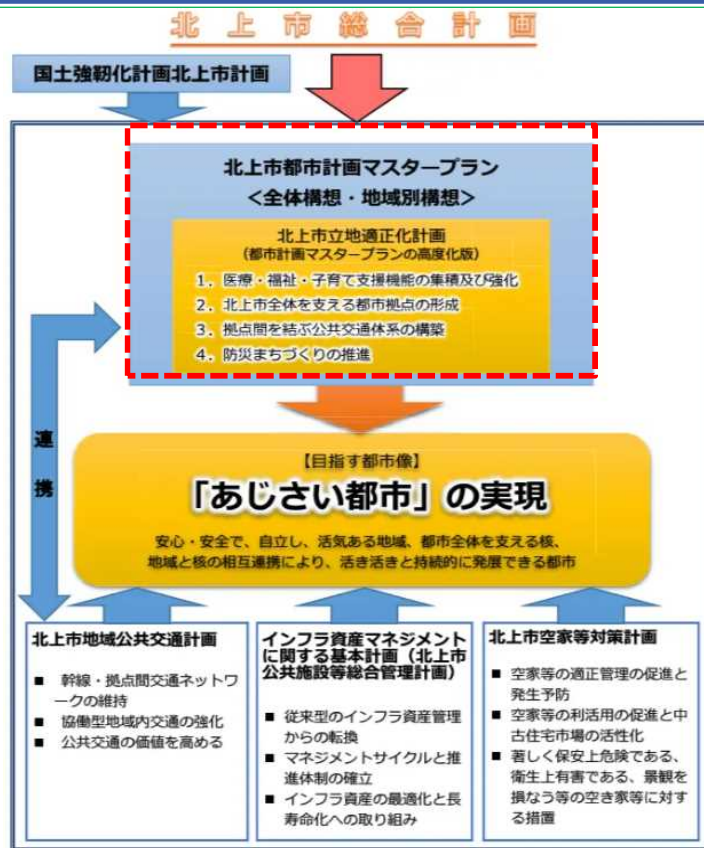 北上市総合計画
国土強靭化計画北上市計画
北上市都市計画マスタープラン
<全体構想・地域別構想>
北上市立地適正化計画
(都市計画マスタープランの高度化版)
1. 医療・福祉・子育て支援機能の集積及び強化
2. 北上市全体を支える都市拠点の形成
3. 拠点間を結ぶ公共交通体系の構築
4. 防災まちづくりの推進
連携
【目指す都市像】
「あじさい都市」の実現
安心・安全で、自立し、活気ある地域、都市全体を支える核、
地域と核の相互連携により、活き活きと持続的に発展できる都市
北上市地域公共交通計画
■ 幹線・拠点間交通ネットワ
ークの維持
■ 協働型地域内交通の強化
■ 公共交通の価値を高める
インフラ資産マネジメント
に関する基本計画（北上市
公共施設等総合管理計画）
■ 従来型のインフラ資産管理
からの転換
■ マネジメントサイクルと推
進体制の確立
■ インフラ資産の最適化と長
寿命化への取り組み
北上市空家等対策計画
■ 空家等の適正管理の促進と
発生予防
■ 空家等の利活用の促進と中
古住宅市場の活性化
■ 著しく保安上危険である、
衛生上有害である、景観を
損なう等の空き家等に対す
る措置